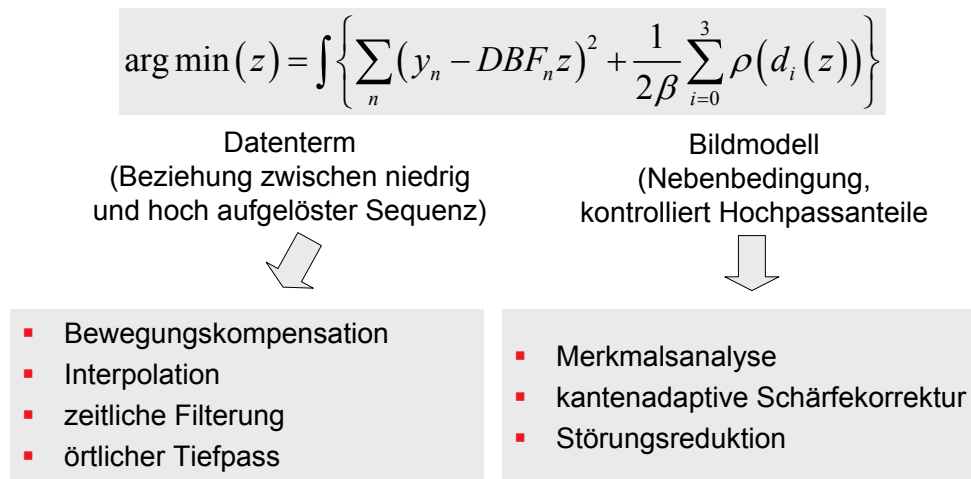 arg min(z) = ∫{∑_n (y_n − DBF_n z)^2 + 1/(2β) ∑_{i=0}^{3} ρ(d_i(z))}
Datenterm
(Beziehung zwischen niedrig
und hoch aufgelöster Sequenz)
Bildmodell
(Nebenbedingung,
kontrolliert Hochpassanteile
▪ Bewegungskompensation
▪ Interpolation
▪ zeitliche Filterung
▪ örtlicher Tiefpass
▪ Merkmalsanalyse
▪ kantenadaptive Schärfekorrektur
▪ Störungsreduktion